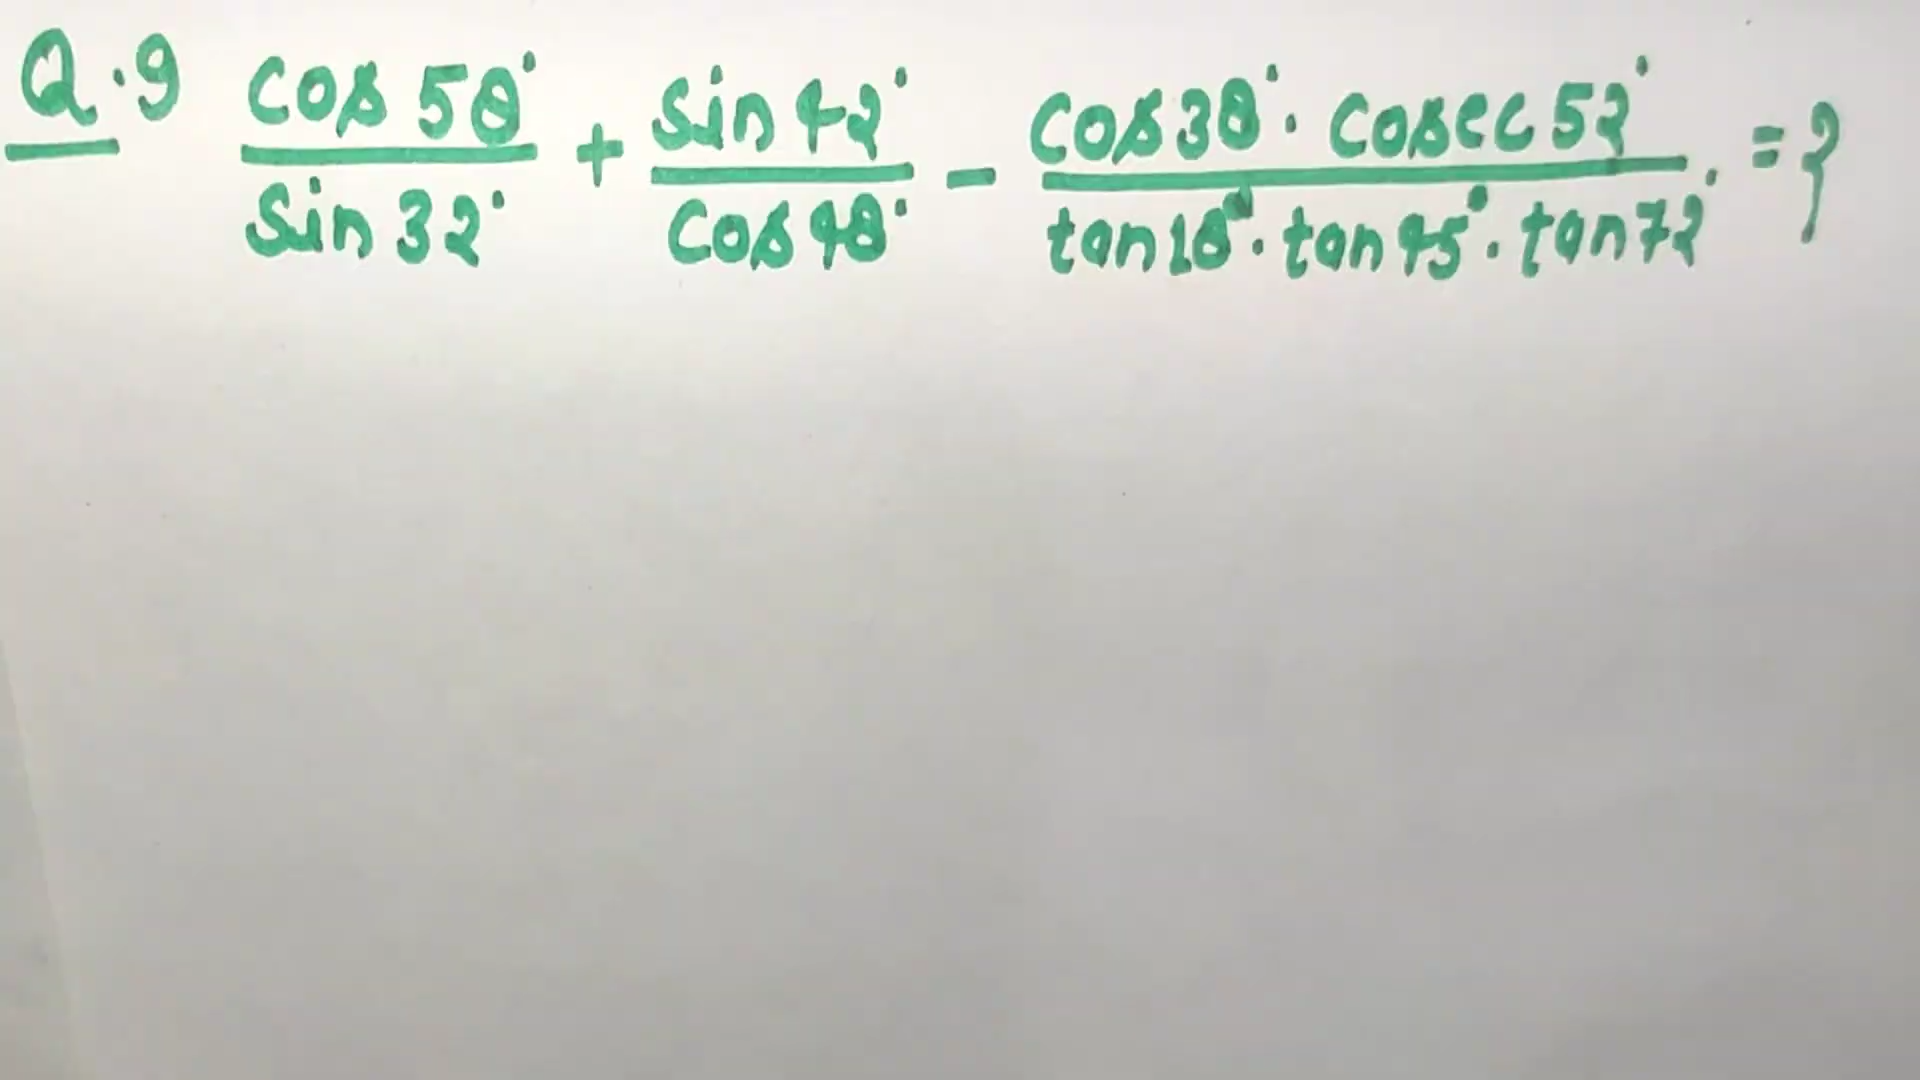 Q.9 cos 58° / sin 32° + sin 42° / cos 48° - cos 38° · cosec 52° / tan 18° · tan 45° · tan 72° = ?